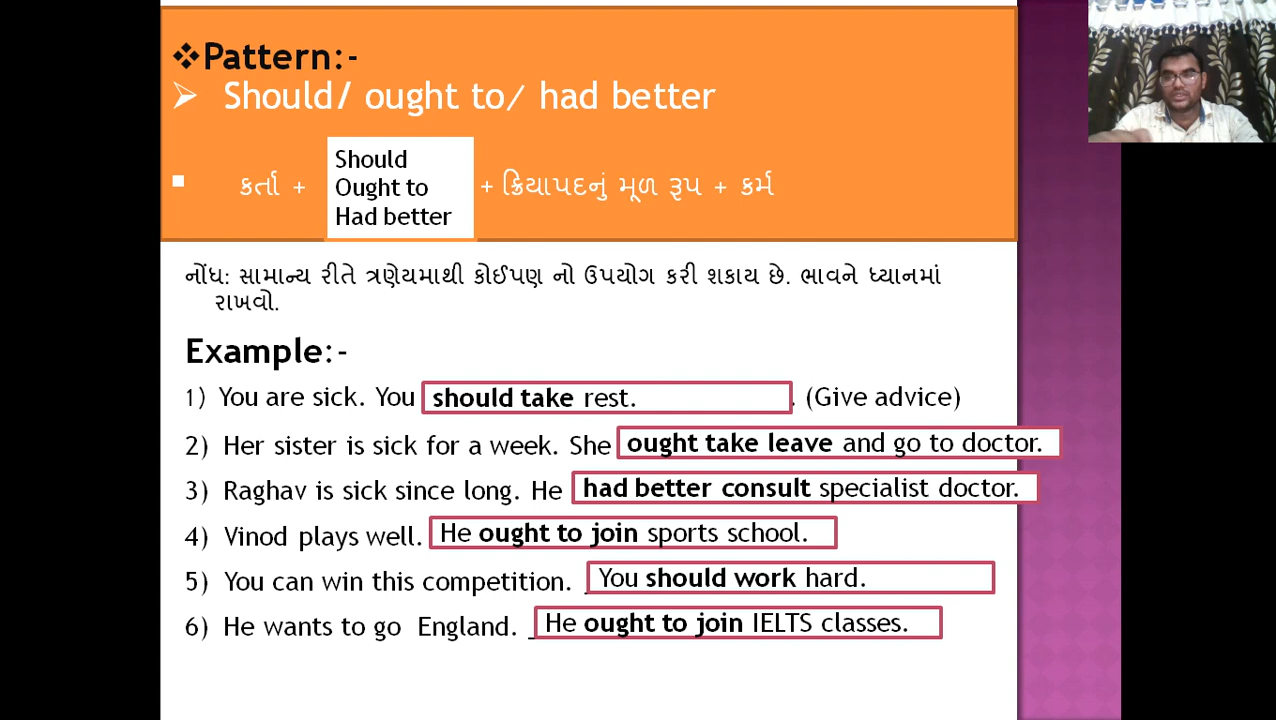 ❖Pattern:-
➢ Should/ ought to/ had better
Should
▪ કર્તા + Ought to + ક્રિયાપદનું મૂળ રૂપ + કર્મ
Had better
નોંધ: સામાન્ય રીતે ત્રણેયમાથી કોઈપણ નો ઉપયોગ કરી શકાય છે. ભાવને ધ્યાનમાં
રાખવો.
Example:-
1) You are sick. You should take rest. . (Give advice)
2) Her sister is sick for a week. She ought take leave and go to doctor.
3) Raghav is sick since long. He had better consult specialist doctor.
4) Vinod plays well. He ought to join sports school.
5) You can win this competition. _You should work hard.
6) He wants to go England. _He ought to join IELTS classes.